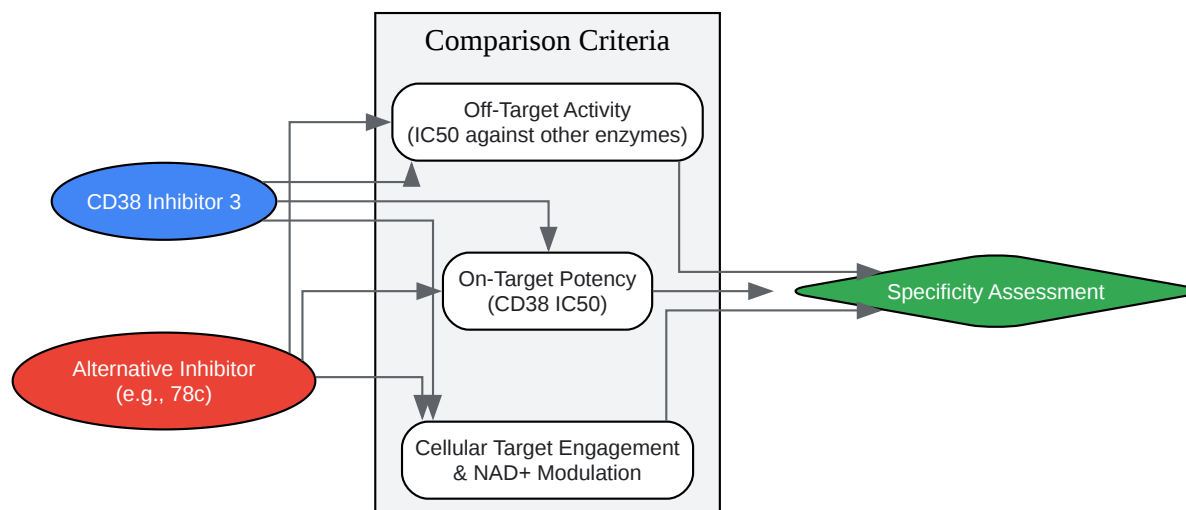 Comparison Criteria
Off-Target Activity
(IC50 against other enzymes)
CD38 Inhibitor 3
On-Target Potency
(CD38 IC50)
Specificity Assessment
Alternative Inhibitor
(e.g., 78c)
Cellular Target Engagement
& NAD+ Modulation